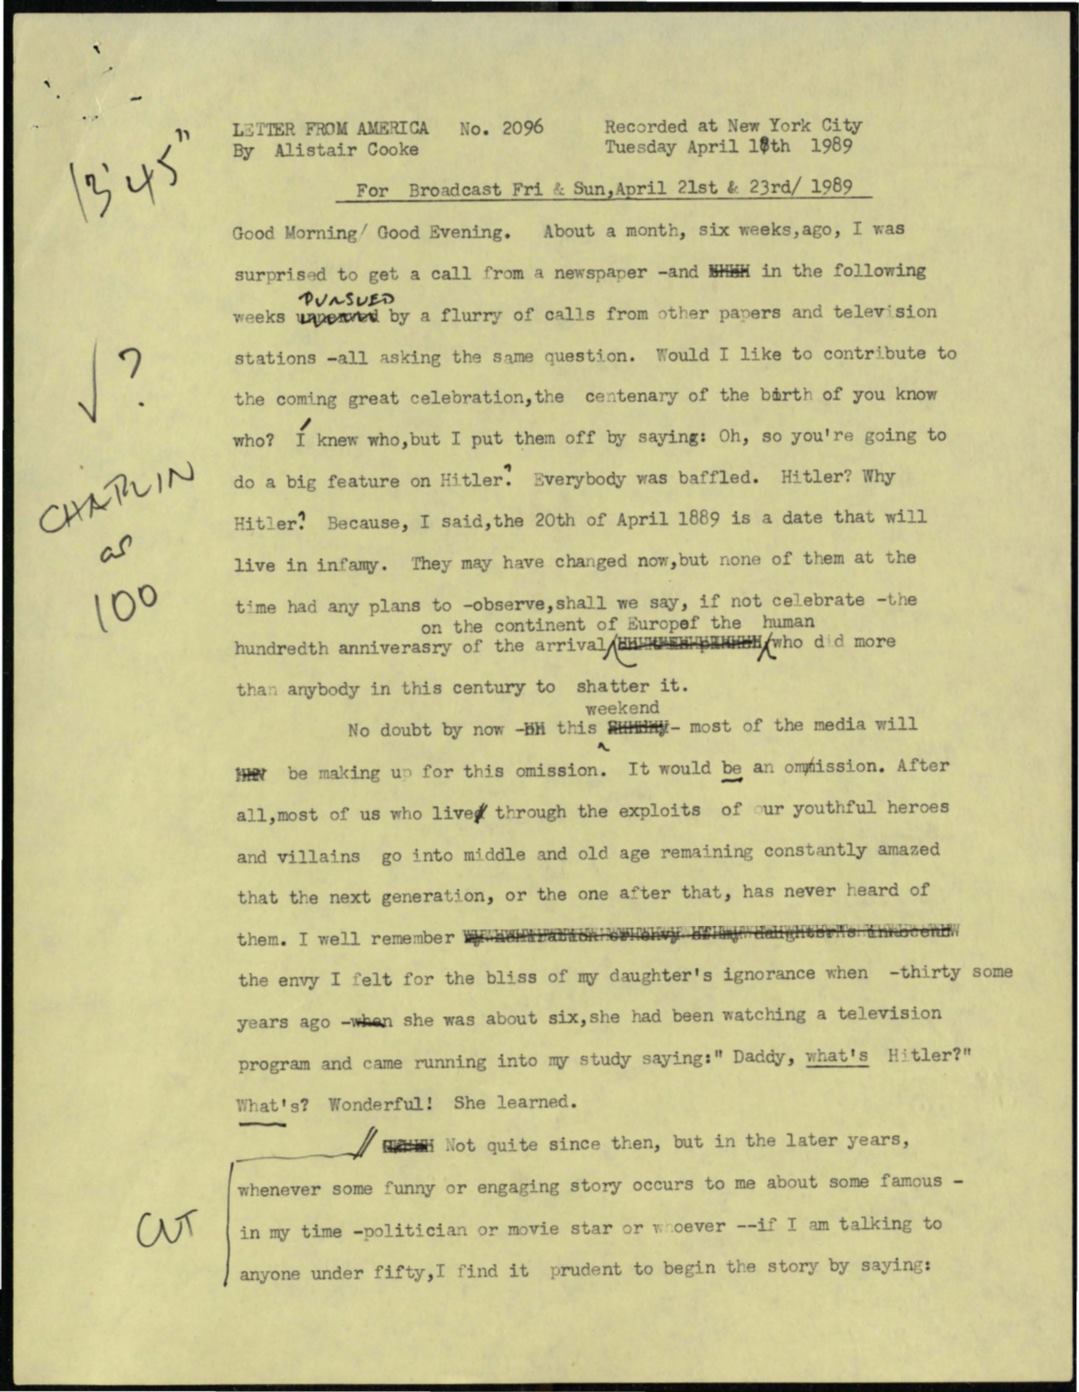 13'45"
LETTER FROM AMERICA No. 2096 Recorded at New York City
By Alistair Cooke Tuesday April 18th 1989
For Broadcast Fri & Sun,April 21st & 23rd/ 1989
Good Morning/ Good Evening. About a month, six weeks,ago, I was
surprised to get a call from a newspaper -and in the following
PURSUED
weeks by a flurry of calls from other papers and television
√?
stations -all asking the same question. Would I like to contribute to
the coming great celebration,the centenary of the birth of you know
who? I knew who,but I put them off by saying: Oh, so you're going to
CHAPLIN
do a big feature on Hitler? Everybody was baffled. Hitler? Why
Hitler? Because, I said,the 20th of April 1889 is a date that will
live in infamy. They may have changed now,but none of them at the
100
time had any plans to -observe,shall we say, if not celebrate -the
on the continent of Europeof the human
hundredth anniverasry of the arrival who did more
than anybody in this century to shatter it.
weekend
No doubt by now - this - most of the media will
be making up for this omission. It would be an ommission. After
all,most of us who lived through the exploits of our youthful heroes
and villains go into middle and old age remaining constantly amazed
that the next generation, or the one after that, has never heard of
them. I well remember
the envy I felt for the bliss of my daughter's ignorance when -thirty some
years ago -when she was about six,she had been watching a television
program and came running into my study saying:" Daddy, what's Hitler?"
What's? Wonderful! She learned.
// Not quite since then, but in the later years,
whenever some funny or engaging story occurs to me about some famous -
CUT
in my time -politician or movie star or whoever --if I am talking to
anyone under fifty,I find it prudent to begin the story by saying: